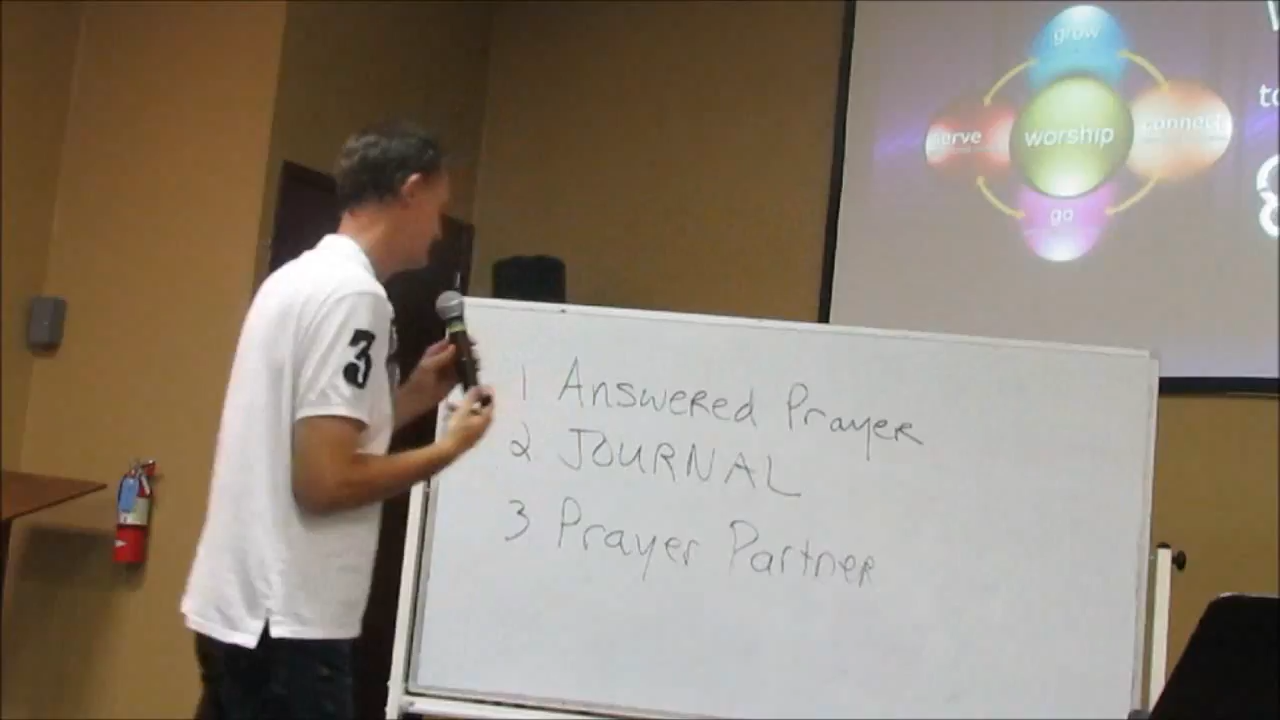 grow
serve worship connect
go
3
1 Answered Prayer
2 JOURNAL
3 Prayer Partner